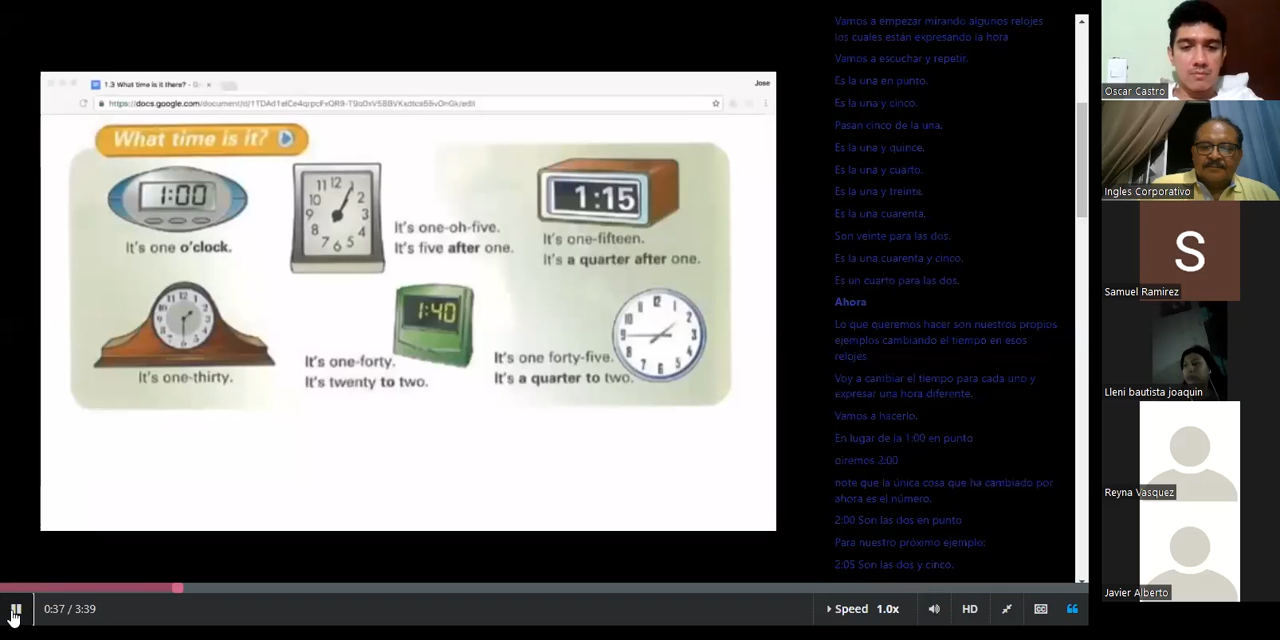 1.3 What time is it there? - G
Jose
What time is it?
1:00
It's one o'clock.
It's one-oh-five.
It's five after one.
1:15
It's one-fifteen.
It's a quarter after one.
It's one-thirty.
1:40
It's one-forty.
It's twenty to two.
It's one forty-five.
It's a quarter to two.
Vamos a empezar mirando algunos relojes
los cuales están expresando la hora
Vamos a escuchar y repetir.
Es la una en punto.
Es la una y cinco.
Pasan cinco de la una.
Es la una y quince.
Es la una y cuarto.
Es la una y treinta.
Es la una cuarenta.
Son veinte para las dos.
Es la una cuarenta y cinco.
Es un cuarto para las dos.
Ahora
Lo que queremos hacer son nuestros propios
ejemplos cambiando el tiempo en esos
relojes
Voy a cambiar el tiempo para cada uno y
expresar una hora diferente.
Vamos a hacerlo.
En lugar de la 1:00 en punto
diremos 2:00
note que la única cosa que ha cambiado por
ahora es el número.
2:00 Son las dos en punto
Para nuestro próximo ejemplo:
2:05 Son las dos y cinco.
0:37 / 3:39
Speed 1.0x
HD
Oscar Castro
Ingles Corporativo
S
Samuel Ramirez
Lleni bautista joaquin
Reyna Vasquez
Javier Alberto